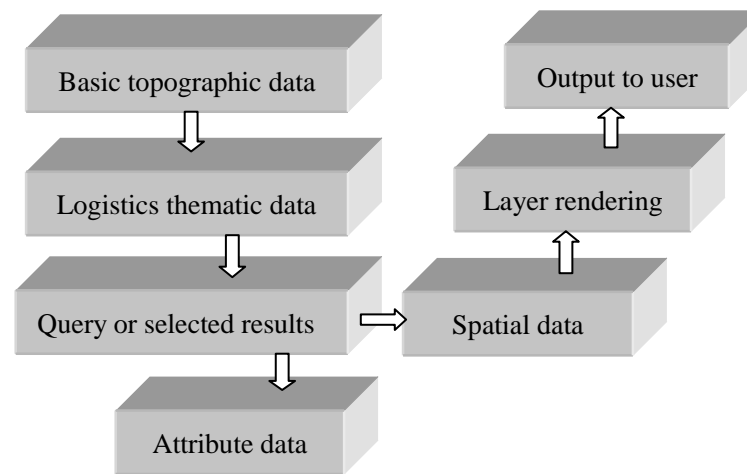 Basic topographic data
Logistics thematic data
Query or selected results
Attribute data
Spatial data
Layer rendering
Output to user